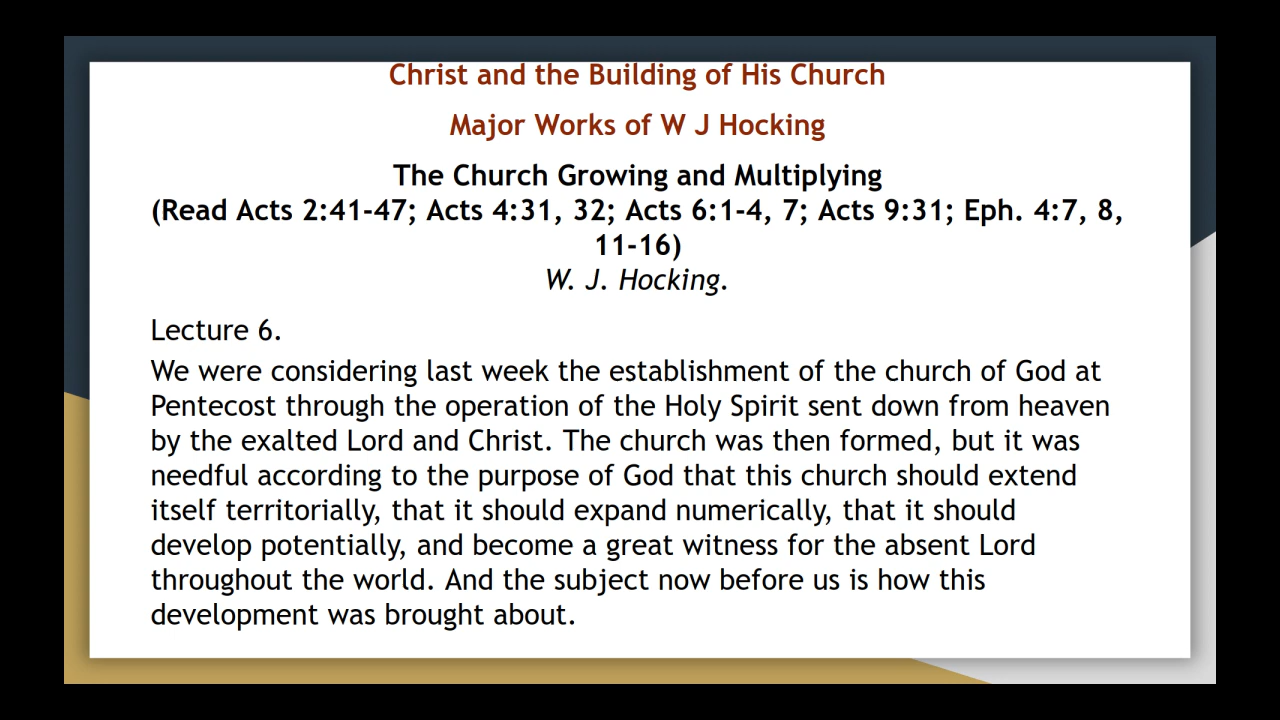 Christ and the Building of His Church
Major Works of W J Hocking
The Church Growing and Multiplying
(Read Acts 2:41-47; Acts 4:31, 32; Acts 6:1-4, 7; Acts 9:31; Eph. 4:7, 8,
11-16)
W. J. Hocking.
Lecture 6.
We were considering last week the establishment of the church of God at
Pentecost through the operation of the Holy Spirit sent down from heaven
by the exalted Lord and Christ. The church was then formed, but it was
needful according to the purpose of God that this church should extend
itself territorially, that it should expand numerically, that it should
develop potentially, and become a great witness for the absent Lord
throughout the world. And the subject now before us is how this
development was brought about.